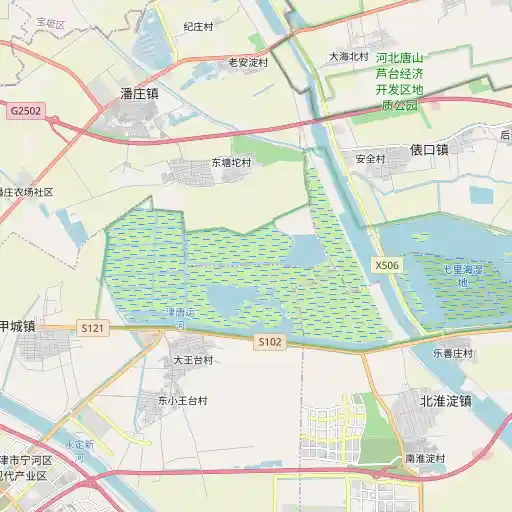 宝坻区
纪庄村
老安淀村
大海北村
河北唐山
芦台经济
开发区地
质公园
潘庄镇
G2502
俵口镇
后
安全村
东塘坨村
潘庄农场社区
X506
七里海湿
地
津唐运
河
甲城镇
S121
S102
大王台村
乐善庄村
东小王台村
北淮淀镇
永定新
河
南淮淀村
津市宁河区
现代产业区